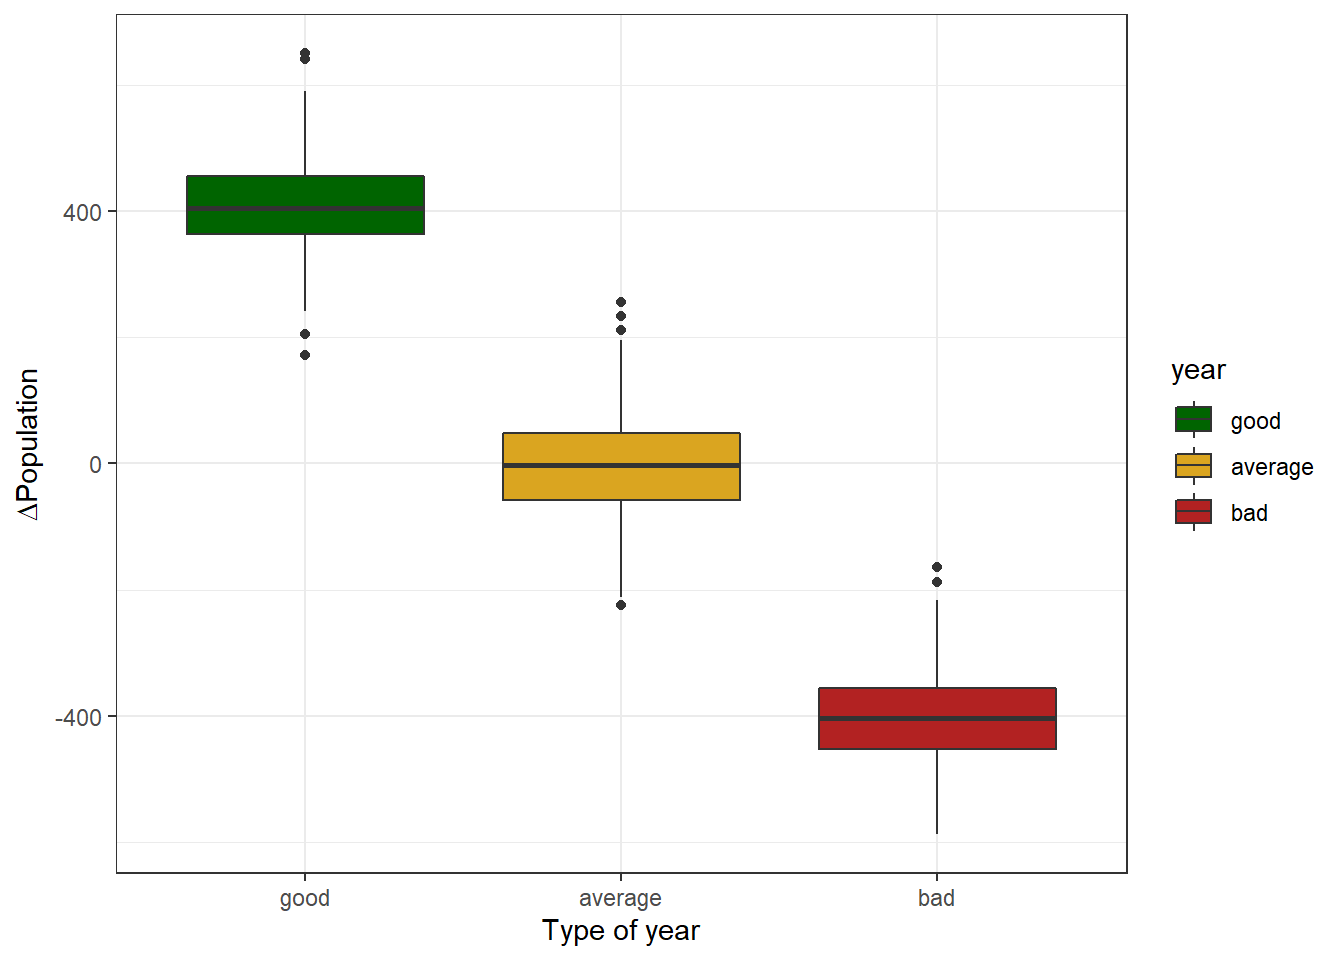 ΔPopulation
400
0
-400
good
average
bad
Type of year
year
good
average
bad